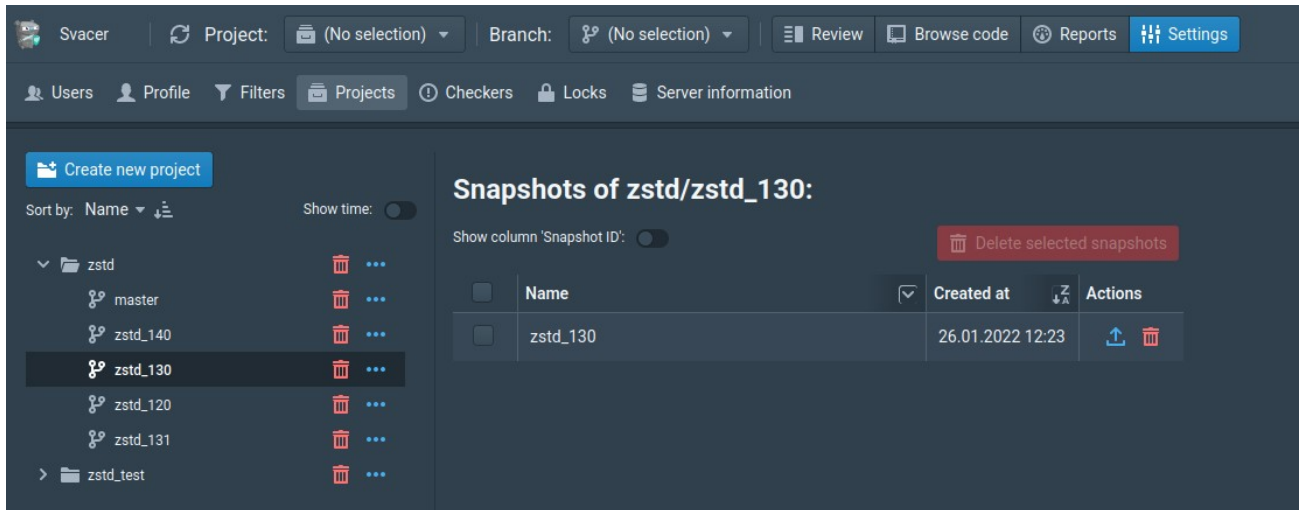 Svacer Project: (No selection) Branch: (No selection) Review Browse code Reports Settings
Users Profile Filters Projects Checkers Locks Server information
Create new project
Sort by: Name Show time:
zstd
master
zstd_140
zstd_130
zstd_120
zstd_131
zstd_test
Snapshots of zstd/zstd_130:
Show column 'Snapshot ID': Delete selected snapshots
Name Created at Actions
zstd_130 26.01.2022 12:23